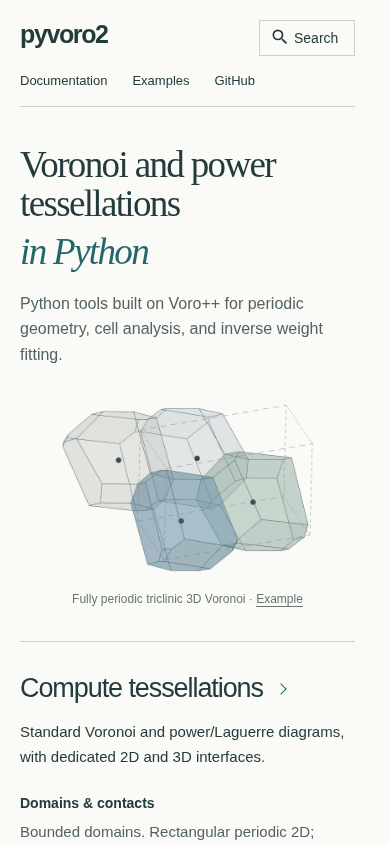 pyvoro2
Search
Documentation Examples GitHub
Voronoi and power
tessellations
in Python
Python tools built on Voro++ for periodic
geometry, cell analysis, and inverse weight
fitting.
Fully periodic triclinic 3D Voronoi · Example
Compute tessellations
Standard Voronoi and power/Laguerre diagrams,
with dedicated 2D and 3D interfaces.
Domains & contacts
Bounded domains. Rectangular periodic 2D;